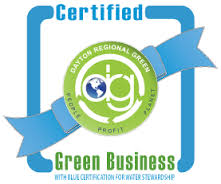 Certified
DAYTON REGIONAL GREEN
drg
PEOPLE
PROFIT
PLANET
Green Business
WITH BLUE CERTIFICATION FOR WATER STEWARDSHIP